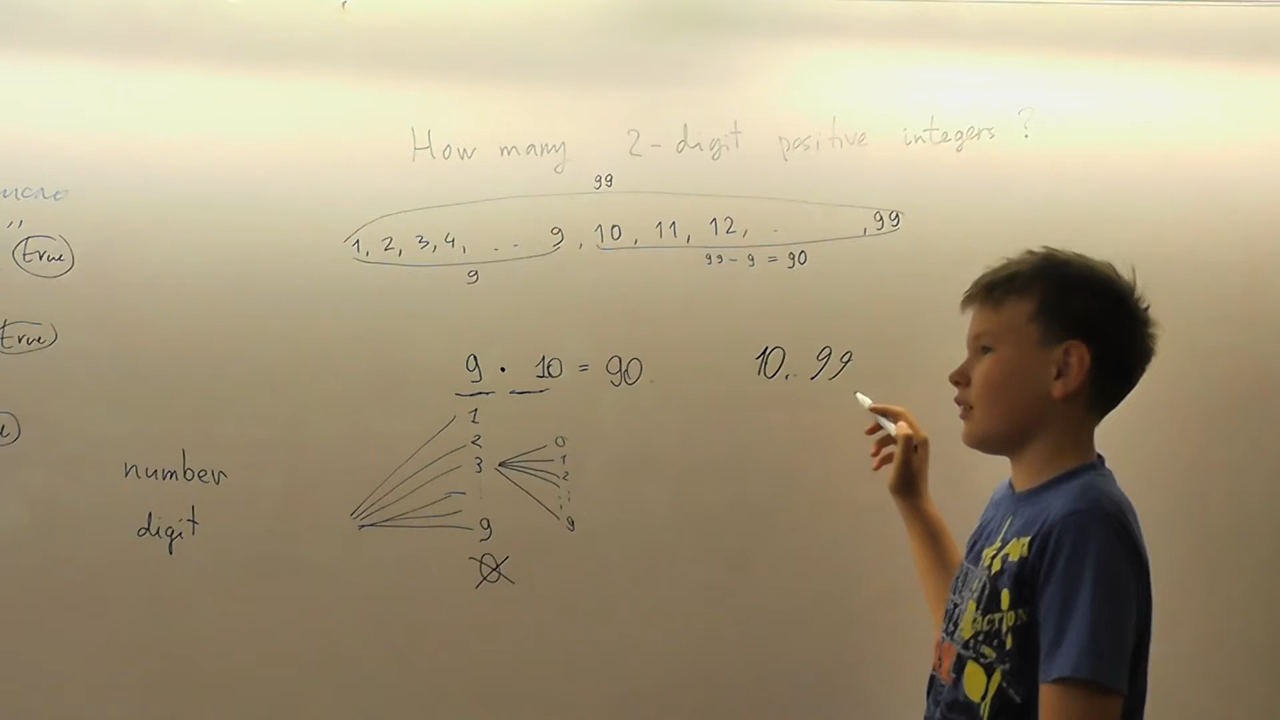 How many 2-digit positive integers?
99
1, 2, 3, 4, ... 9, 10, 11, 12, ... , 99
9
99 - 9 = 90
true
true
9 · 10 = 90
10.. 99
1
2
3
9
0
1
2
9
0
number
digit